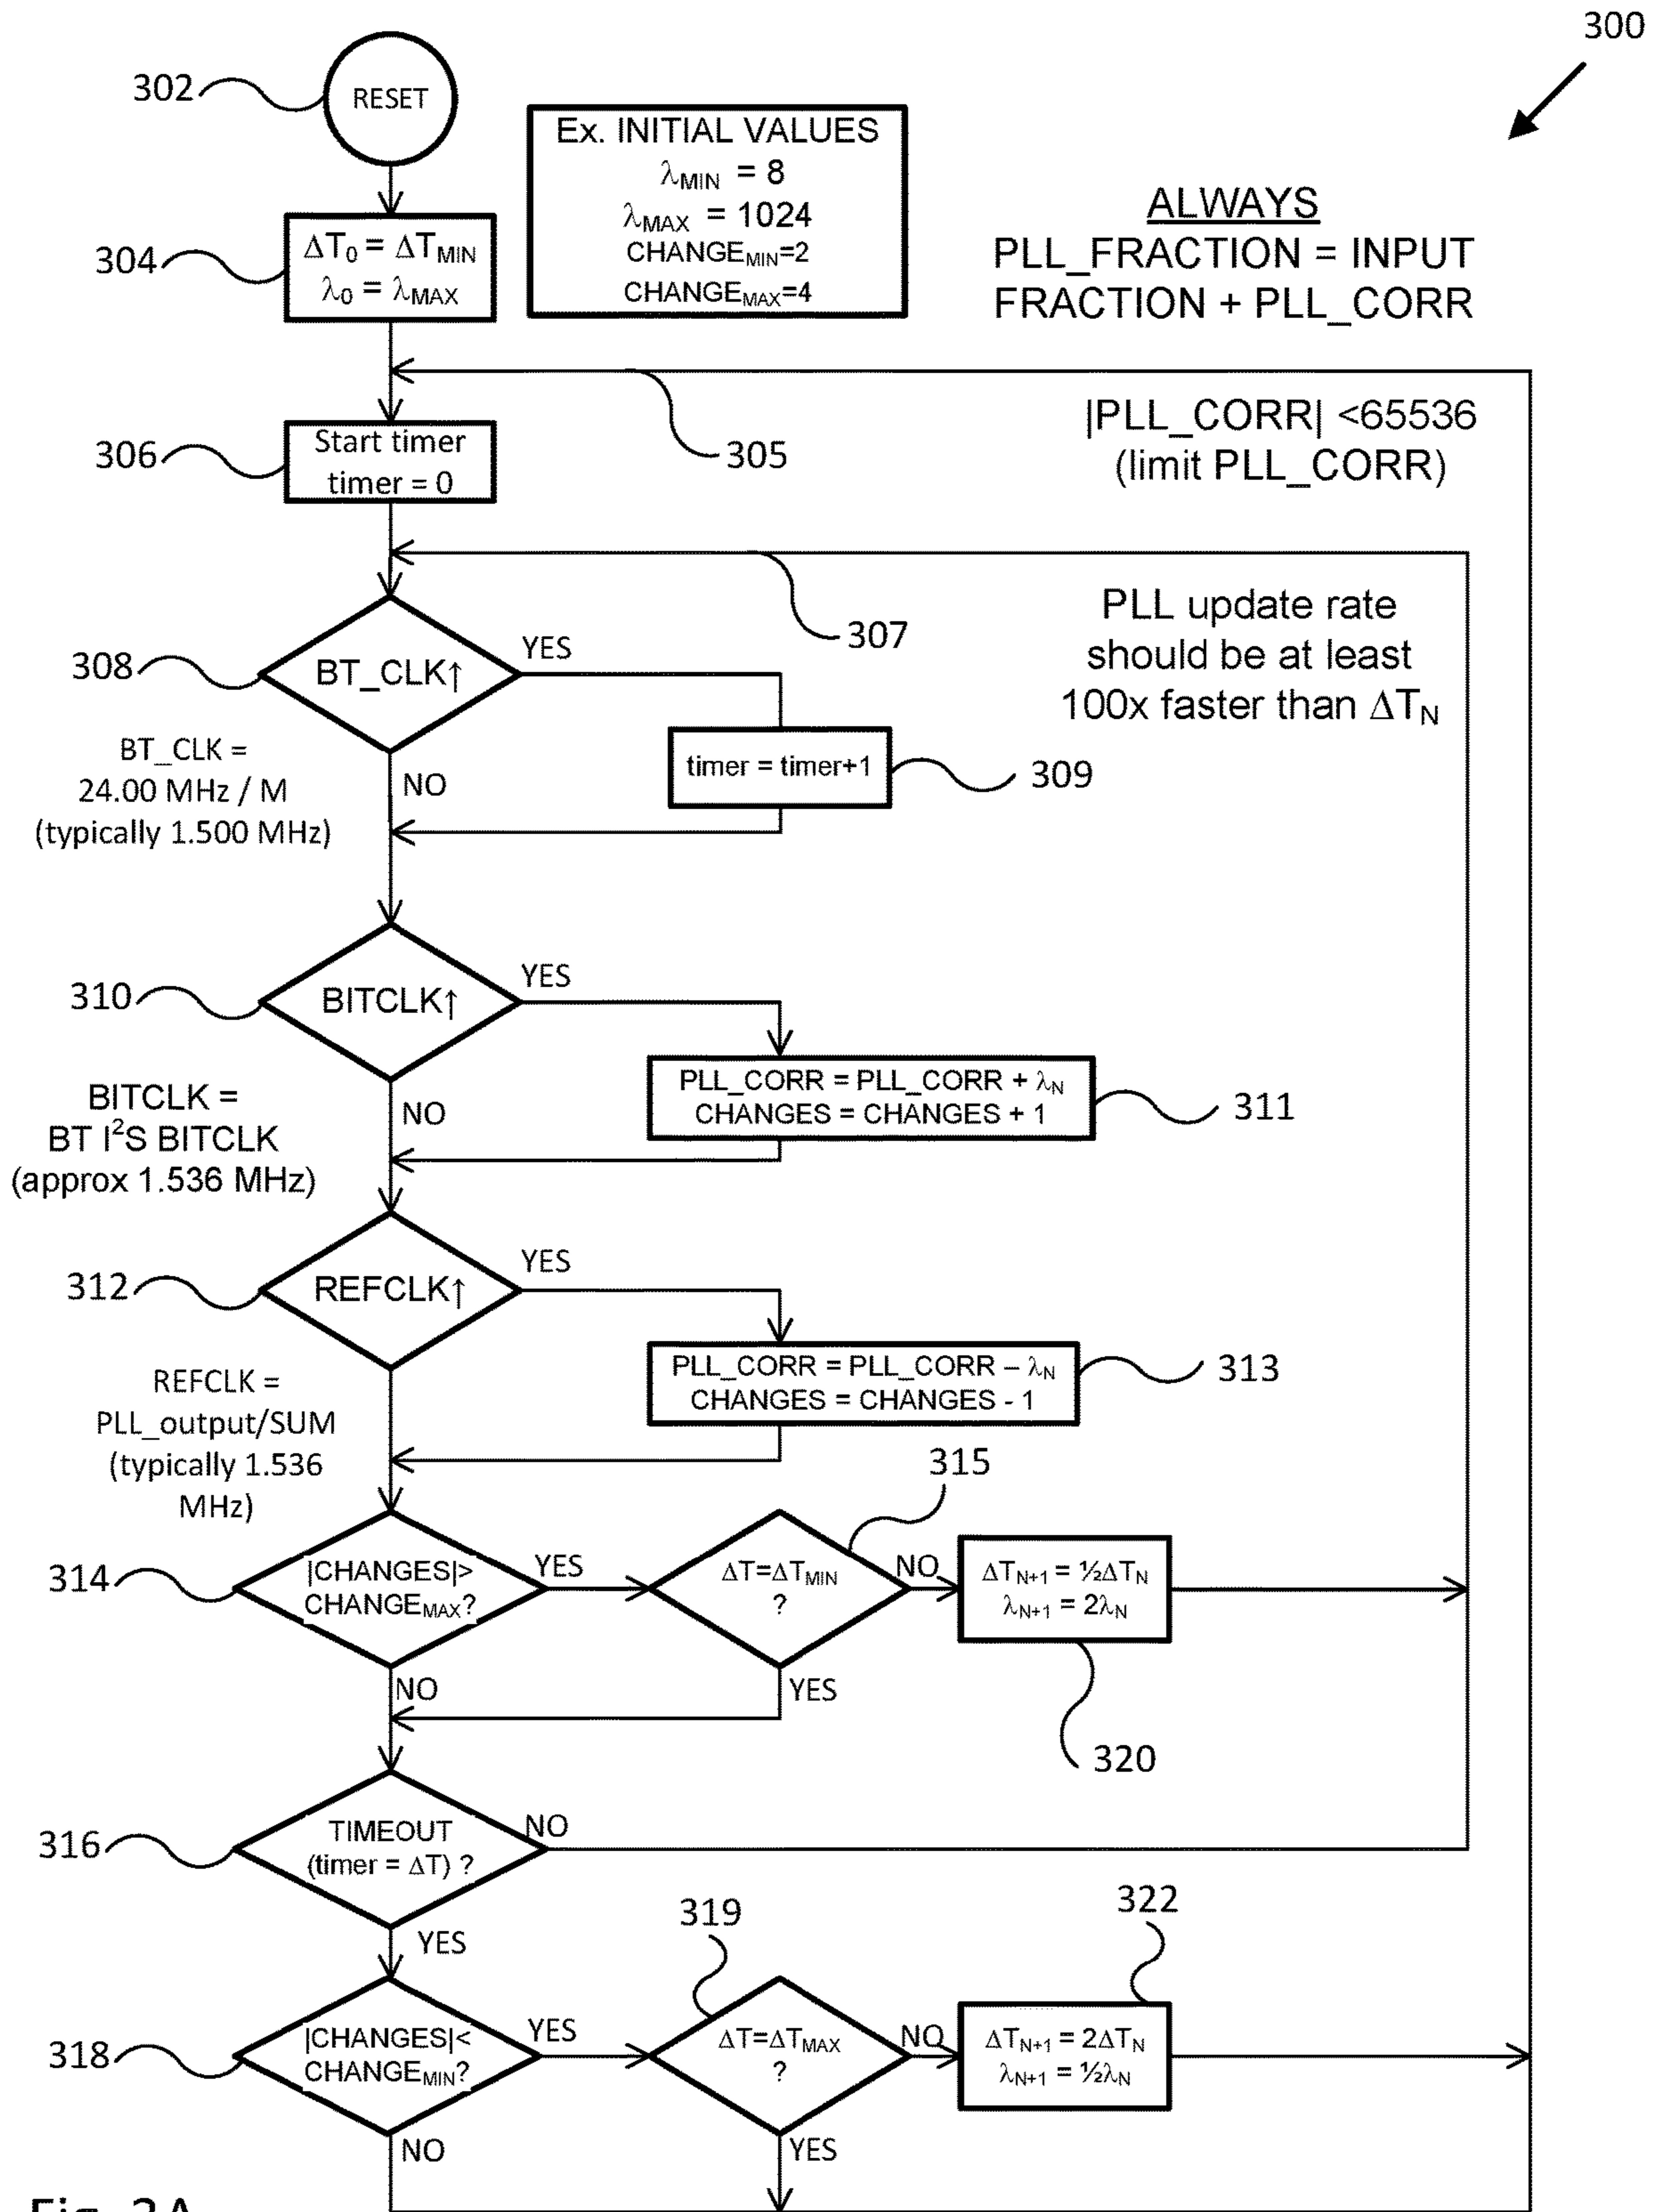 300
302
RESET
Ex. INITIAL VALUES
λMIN = 8
λMAX = 1024
CHANGEMIN=2
CHANGEMAX=4
ALWAYS
PLL_FRACTION = INPUT
FRACTION + PLL_CORR
304
ΔT0 = ΔTMIN
λ0 = λMAX
305
|PLL_CORR| <65536
(limit PLL_CORR)
306
Start timer
timer = 0
307
PLL update rate
should be at least
100x faster than ΔTN
308
BT_CLK↑
YES
NO
BT_CLK =
24.00 MHz / M
(typically 1.500 MHz)
timer = timer+1
309
310
BITCLK↑
YES
NO
BITCLK =
BT I²S BITCLK
(approx 1.536 MHz)
PLL_CORR = PLL_CORR + λN
CHANGES = CHANGES + 1
311
312
REFCLK↑
YES
REFCLK =
PLL_output/SUM
(typically 1.536
MHz)
PLL_CORR = PLL_CORR – λN
CHANGES = CHANGES - 1
313
314
|CHANGES|>
CHANGEMAX?
YES
NO
315
ΔT=ΔTMIN
?
NO
YES
ΔTN+1 = ½ΔTN
λN+1 = 2λN
320
316
TIMEOUT
(timer = ΔT) ?
NO
YES
318
|CHANGES|<
CHANGEMIN?
YES
NO
319
ΔT=ΔTMAX
?
NO
YES
322
ΔTN+1 = 2ΔTN
λN+1 = ½λN
Fig. 3A